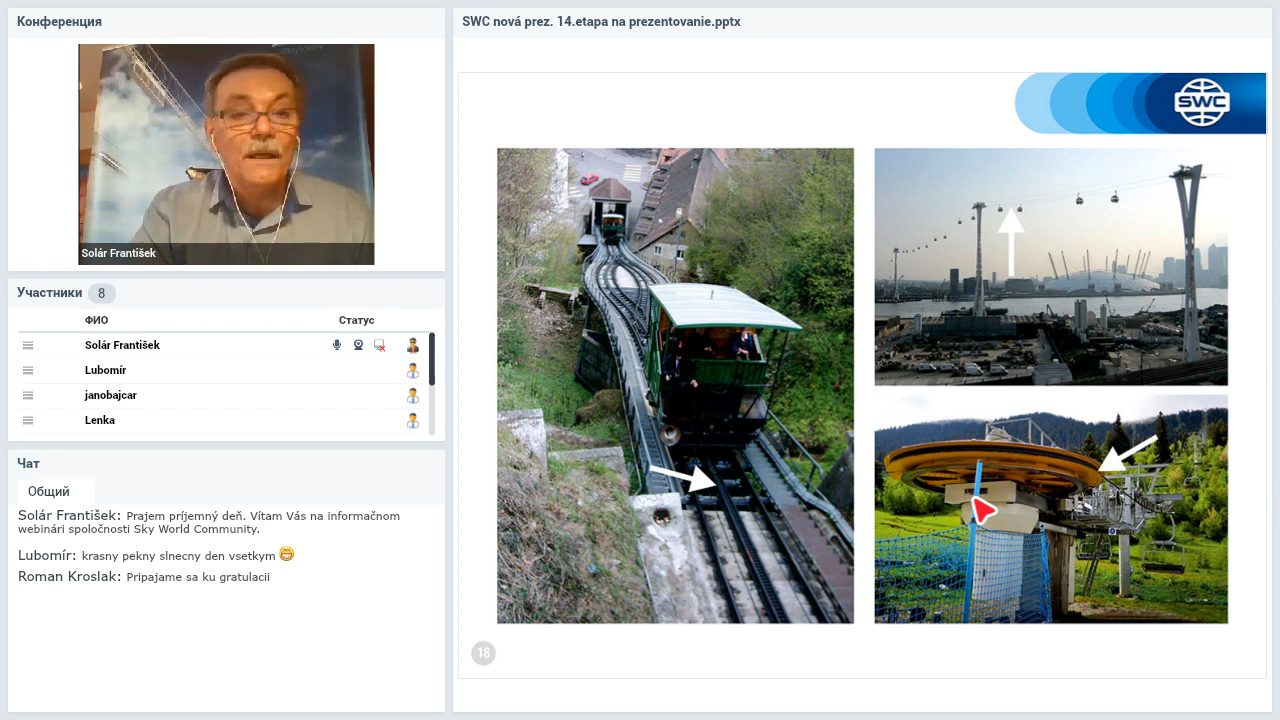 Конференция
Solár František
Участники 8
ФИО Статус
Solár František
Lubomír
janobajcar
Lenka
Чат
Общий
Solár František: Prajem príjemný deň. Vítam Vás na informačnom
webinári spoločnosti Sky World Community.
Lubomír: krasny pekny slnecny den vsetkym
Roman Kroslak: Pripajame sa ku gratulacii
SWC nová prez. 14.etapa na prezentovanie.pptx
SWC
18